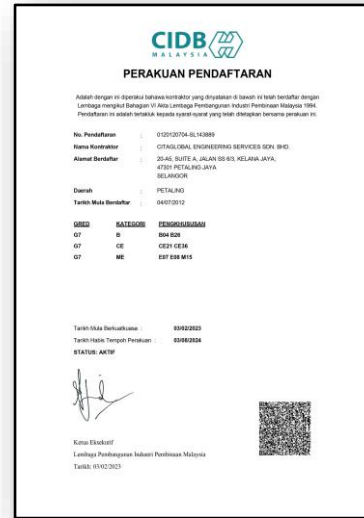 CIDB
MALAYSIA
PERAKUAN PENDAFTARAN
Adalah dengan ini diperakui bahawa kontraktor yang dinyatakan di bawah ini telah berdaftar dengan
Lembaga mengikut Bahagian VI Akta Lembaga Pembangunan Industri Pembinaan Malaysia 1994.
Pendaftaran ini adalah tertakluk kepada syarat-syarat yang telah ditetapkan bersama perakuan ini.
No. Pendaftaran : 0120120704-SL143889
Nama Kontraktor : CITAGLOBAL ENGINEERING SERVICES SDN. BHD.
Alamat Berdaftar : 20-A5, SUITE A, JALAN SS 6/3, KELANA JAYA,
47301 PETALING JAYA
SELANGOR
Daerah : PETALING
Tarikh Mula Berdaftar : 04/07/2012
GRED KATEGORI PENGKHUSUSAN
G7 B B04 B26
G7 CE CE21 CE36
G7 ME E07 E08 M15
Tarikh Mula Berkuatkuasa : 03/02/2023
Tarikh Habis Tempoh Perakuan : 03/08/2024
STATUS: AKTIF
Ketua Eksekutif
Lembaga Pembangunan Industri Pembinaan Malaysia
Tarikh: 03/02/2023